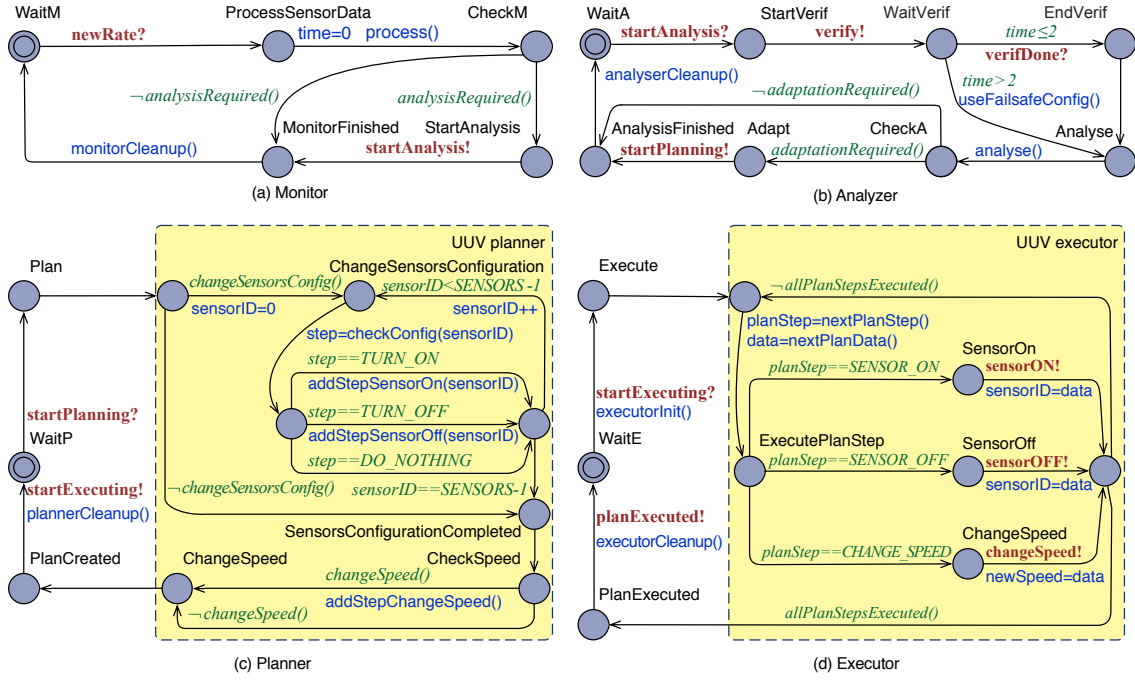 WaitM
newRate?
ProcessSensorData
time=0 process()
CheckM
¬analysisRequired()
analysisRequired()
MonitorFinished
StartAnalysis
monitorCleanup()
startAnalysis!
(a) Monitor
WaitA
startAnalysis?
StartVerif
verify!
WaitVerif
time≤2
verifDone?
EndVerif
analyserCleanup()
time>2
useFailsafeConfig()
¬adaptationRequired()
AnalysisFinished
Adapt
CheckA
Analyse
startPlanning!
adaptationRequired()
analyse()
(b) Analyzer
UUV planner
Plan
changeSensorsConfig()
sensorID=0
ChangeSensorsConfiguration
sensorID<SENSORS-1
sensorID++
step=checkConfig(sensorID)
step==TURN_ON
addStepSensorOn(sensorID)
startPlanning?
step==TURN_OFF
addStepSensorOff(sensorID)
WaitP
step==DO_NOTHING
startExecuting!
plannerCleanup()
¬changeSensorsConfig()
sensorID==SENSORS-1
SensorsConfigurationCompleted
PlanCreated
ChangeSpeed
CheckSpeed
changeSpeed()
addStepChangeSpeed()
¬changeSpeed()
(c) Planner
UUV executor
Execute
¬allPlanStepsExecuted()
planStep=nextPlanStep()
data=nextPlanData()
SensorOn
planStep==SENSOR_ON
sensorON!
sensorID=data
startExecuting?
executorInit()
WaitE
ExecutePlanStep
SensorOff
planStep==SENSOR_OFF
sensorOFF!
sensorID=data
planExecuted!
executorCleanup()
ChangeSpeed
planStep==CHANGE_SPEED
changeSpeed!
newSpeed=data
PlanExecuted
allPlanStepsExecuted()
(d) Executor